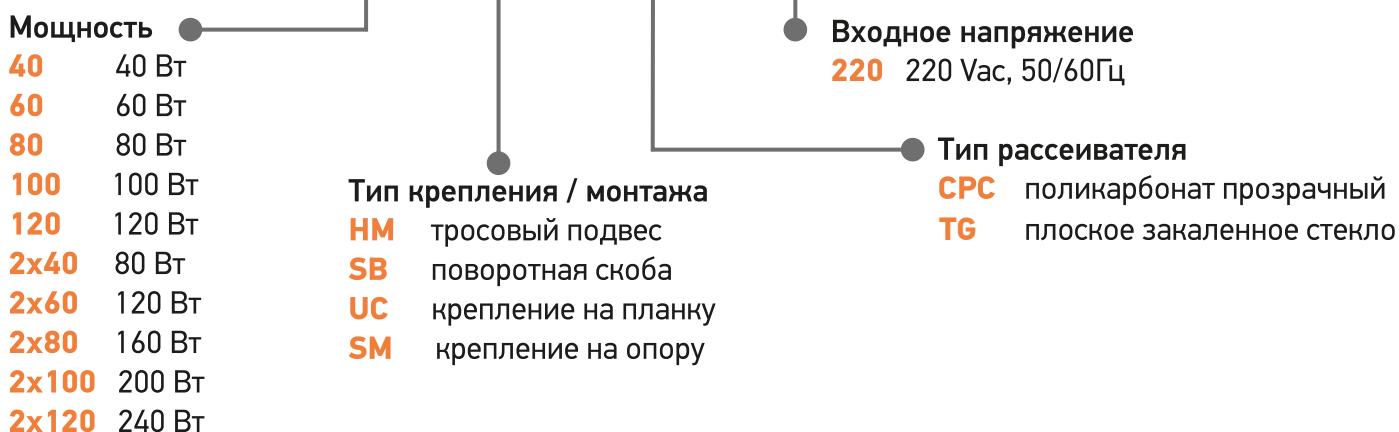 Мощность
40 40 Вт
60 60 Вт
80 80 Вт
100 100 Вт
120 120 Вт
2x40 80 Вт
2x60 120 Вт
2x80 160 Вт
2x100 200 Вт
2x120 240 Вт
Тип крепления / монтажа
HM тросовый подвес
SB поворотная скоба
UC крепление на планку
SM крепление на опору
Входное напряжение
220 220 Vac, 50/60Гц
Тип рассеивателя
CPC поликарбонат прозрачный
TG плоское закаленное стекло